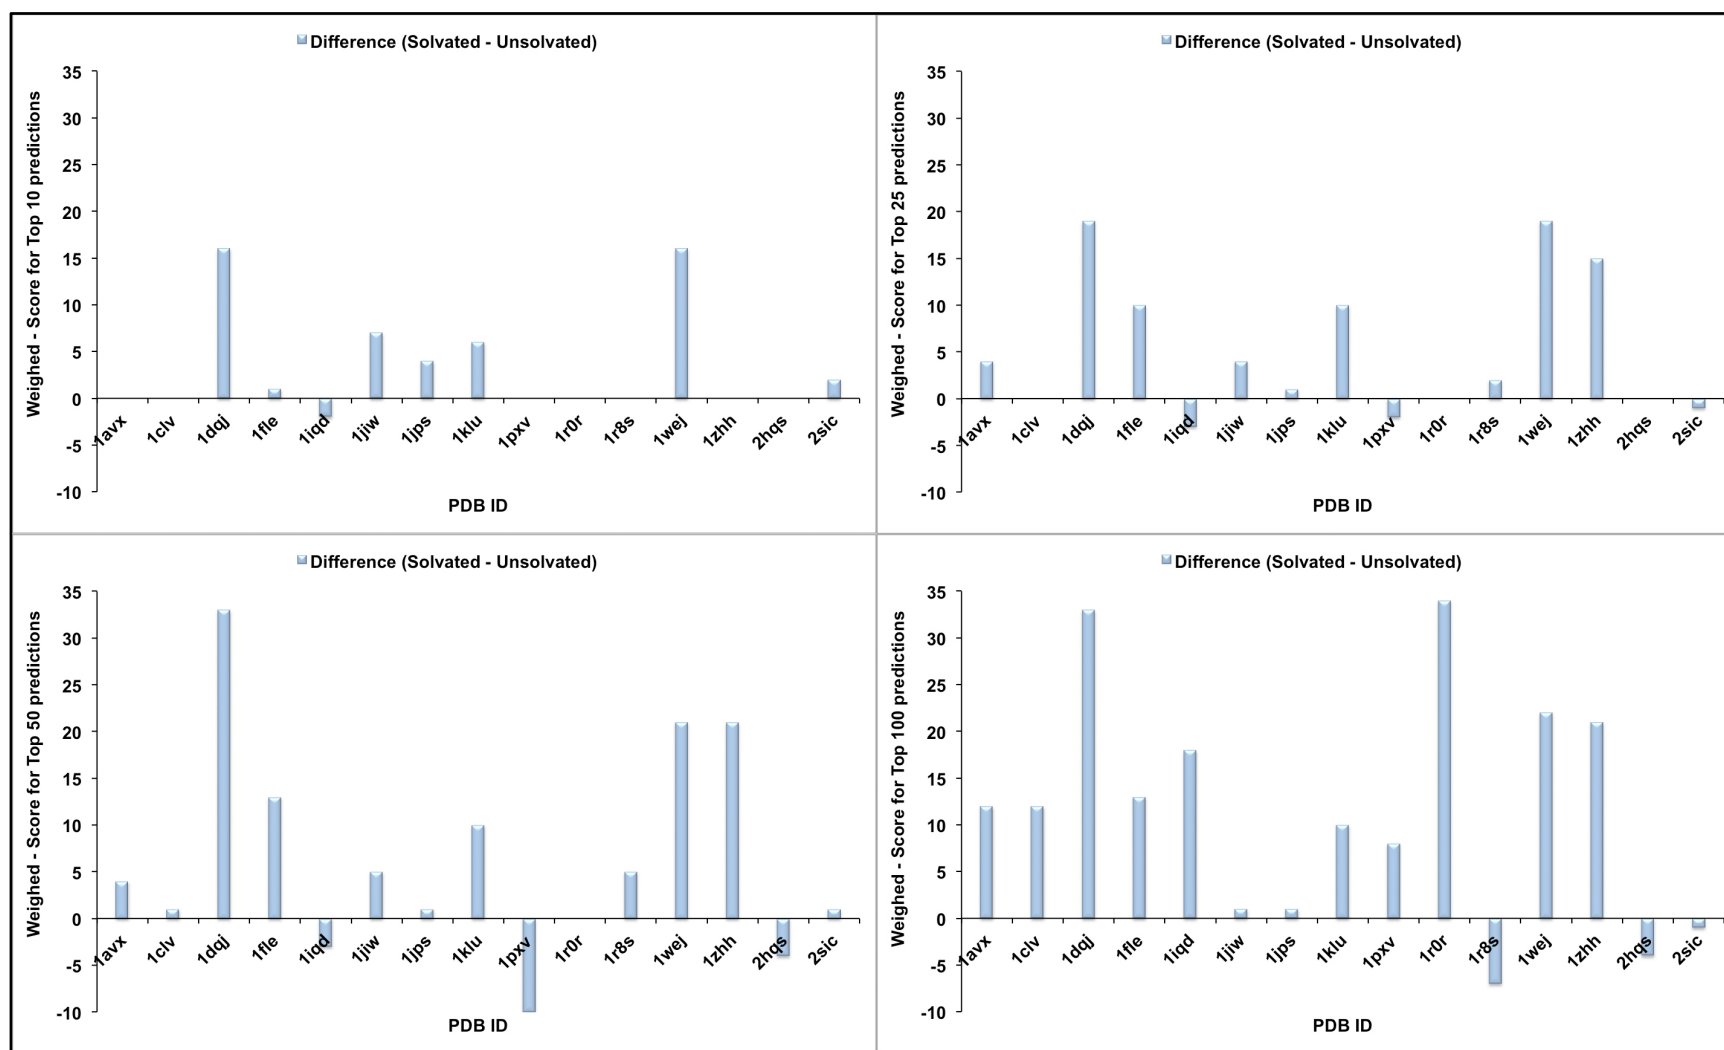 Difference (Solvated - Unsolvated)
Weighed - Score for Top 10 predictions
35
30
25
20
15
10
5
0
-5
-10
1avx 1clv 1dqj 1fle 1iqd 1jiw 1jps 1klu 1pxv 1r0r 1r8s 1wej 1zhh 2hqs 2sic
PDB ID
Difference (Solvated - Unsolvated)
Weighed - Score for Top 25 predictions
35
30
25
20
15
10
5
0
-5
-10
1avx 1clv 1dqj 1fle 1iqd 1jiw 1jps 1klu 1pxv 1r0r 1r8s 1wej 1zhh 2hqs 2sic
PDB ID
Difference (Solvated - Unsolvated)
Weighed - Score for Top 50 predictions
35
30
25
20
15
10
5
0
-5
-10
1avx 1clv 1dqj 1fle 1iqd 1jiw 1jps 1klu 1pxv 1r0r 1r8s 1wej 1zhh 2hqs 2sic
PDB ID
Difference (Solvated - Unsolvated)
Weighed - Score for Top 100 predictions
35
30
25
20
15
10
5
0
-5
-10
1avx 1clv 1dqj 1fle 1iqd 1jiw 1jps 1klu 1pxv 1r0r 1r8s 1wej 1zhh 2hqs 2sic
PDB ID